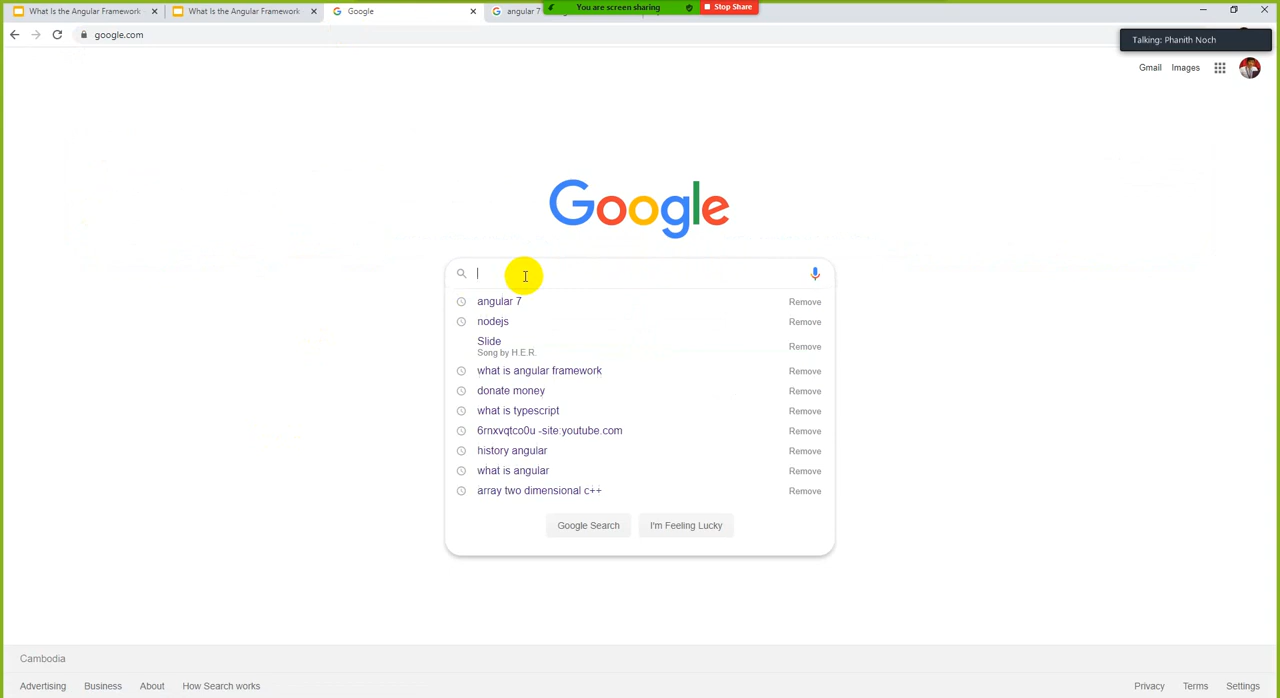 What Is the Angular Framework
What Is the Angular Framework
Google
angular 7
You are screen sharing
Stop Share
google.com
Talking: Phanith Noch
Gmail Images
Google
angular 7 Remove
nodejs Remove
Slide
Song by H.E.R. Remove
what is angular framework Remove
donate money Remove
what is typescript Remove
6rnxvqtco0u -site:youtube.com Remove
history angular Remove
what is angular Remove
array two dimensional c++ Remove
Google Search I'm Feeling Lucky
Cambodia
Advertising Business About How Search works Privacy Terms Settings